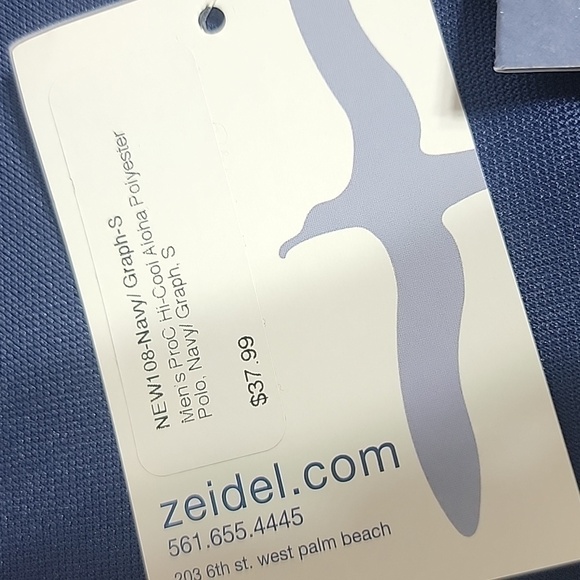 NEW108-Navy/ Graph-S
Men's ProC Hi-Cool Aloha Polyester
Polo, Navy/ Graph, S
$37.99
zeidel.com
561.655.4445
203 6th st. west palm beach